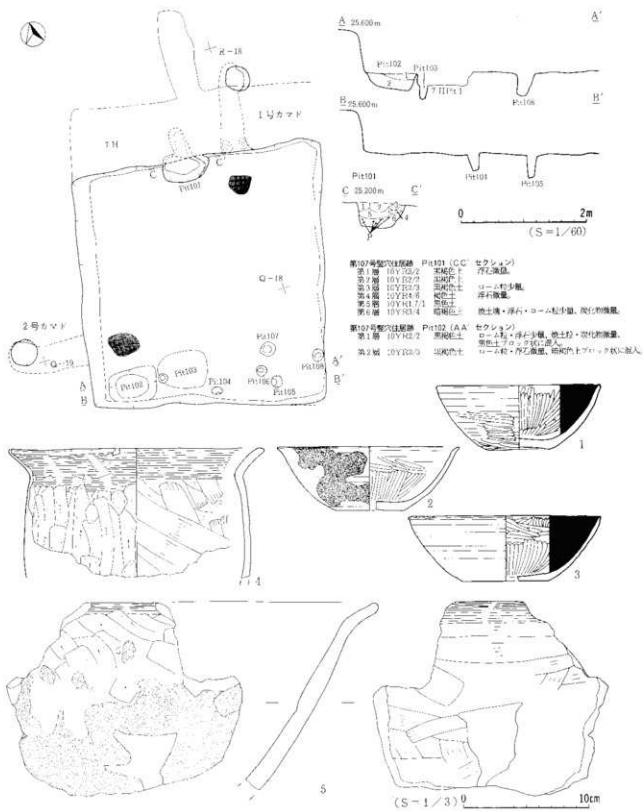 R-18
1号カマド
7H
C
C'
Pit101
Q-18
2号カマド
Q-19
Pit107
Pit102
Pit103
Pit104
Pit106
Pit105
Pit108
A
A'
B
B'
A 25.600m
A'
Pit102
Pit103
1
2
Pit108
B 25.600m
B'
Pit104
Pit105
Pit101
C 25.200m
C'
0
2m
(S=1/60)
第107号竪穴住居跡 Pit101 (CC' セクション)
第1層 10YR3/2 黒褐色土 浮石微量。
第2層 10YR2/2 黒褐色土
第3層 10YR2/3 黒褐色土 ローム粒少量。
第4層 10YR4/6 褐色土 浮石微量。
第5層 10YR1.7/1 黒色土
第6層 10YR3/4 暗褐色土 焼土塊・浮石・ローム粒少量、炭化物微量。
第107号竪穴住居跡 Pit102 (AA' セクション)
第1層 10YR2/2 黒褐色土 ローム粒・浮石少量、焼土粒・炭化物微量、
黒色土ブロック状に混入。
第2層 10YR3/3 ローム粒・浮石微量、暗褐色土ブロック状に混入。
1
2
3
4
5
(S=1/3)
0
10cm